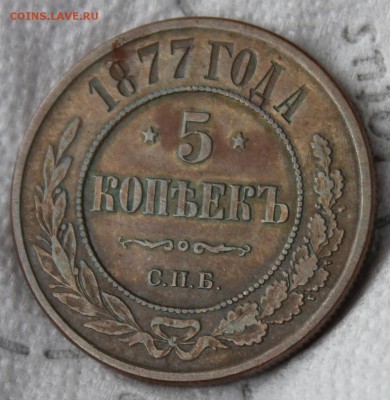 COINS.LAVE.RU
1877 ГОДА
5
КОПѢЕКЪ
С.П.Б.